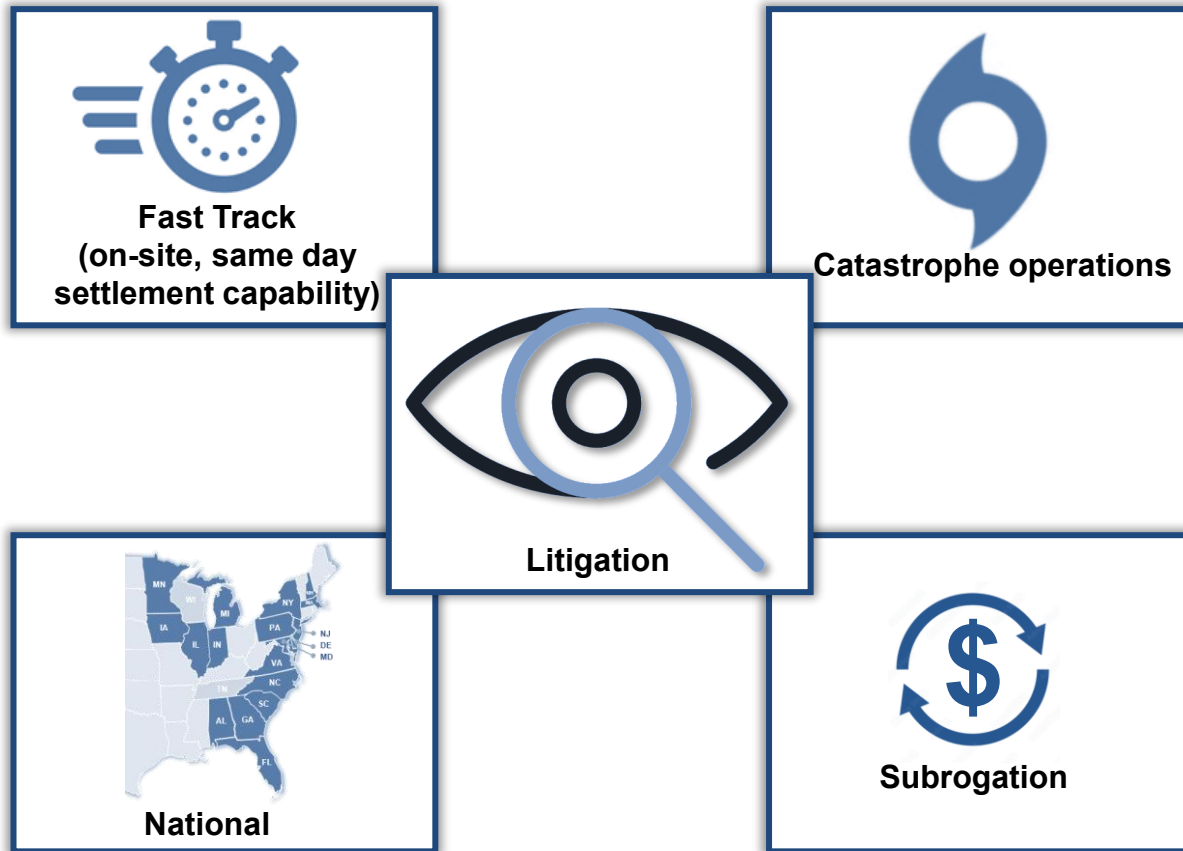 Fast Track
(on-site, same day
settlement capability)
Catastrophe operations
Litigation
MN
WI
MI
NY
IA
IL
IN
PA
NJ
DE
MD
VA
NC
TN
SC
AL
GA
FL
National
$
Subrogation